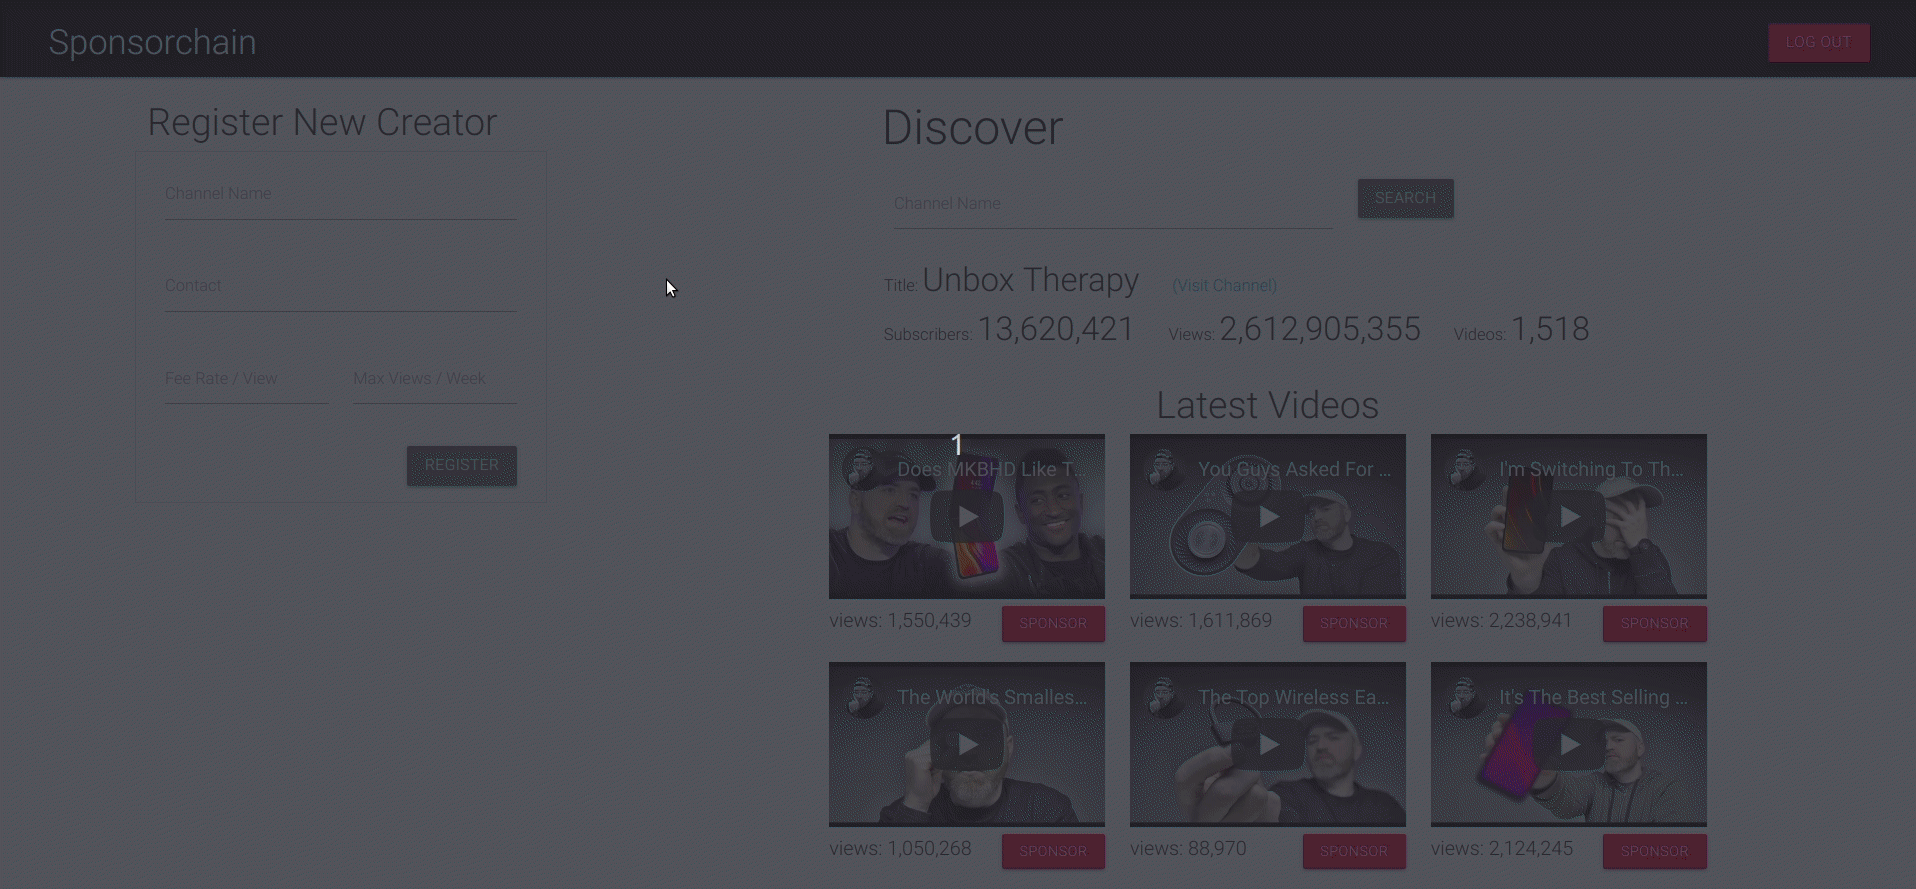 Sponsorchain
LOG OUT
Register New Creator
Channel Name
Contact
Fee Rate / View
Max Views / Week
REGISTER
Discover
Channel Name
SEARCH
Title: Unbox Therapy (Visit Channel)
Subscribers: 13,620,421 Views: 2,612,905,355 Videos: 1,518
Latest Videos
1
Does MKBHD Like T...
You Guys Asked For ...
I'm Switching To Th...
views: 1,550,439 SPONSOR
views: 1,611,869 SPONSOR
views: 2,238,941 SPONSOR
The World's Smalles...
The Top Wireless Ea...
It's The Best Selling ...
views: 1,050,268 SPONSOR
views: 88,970 SPONSOR
views: 2,124,245 SPONSOR